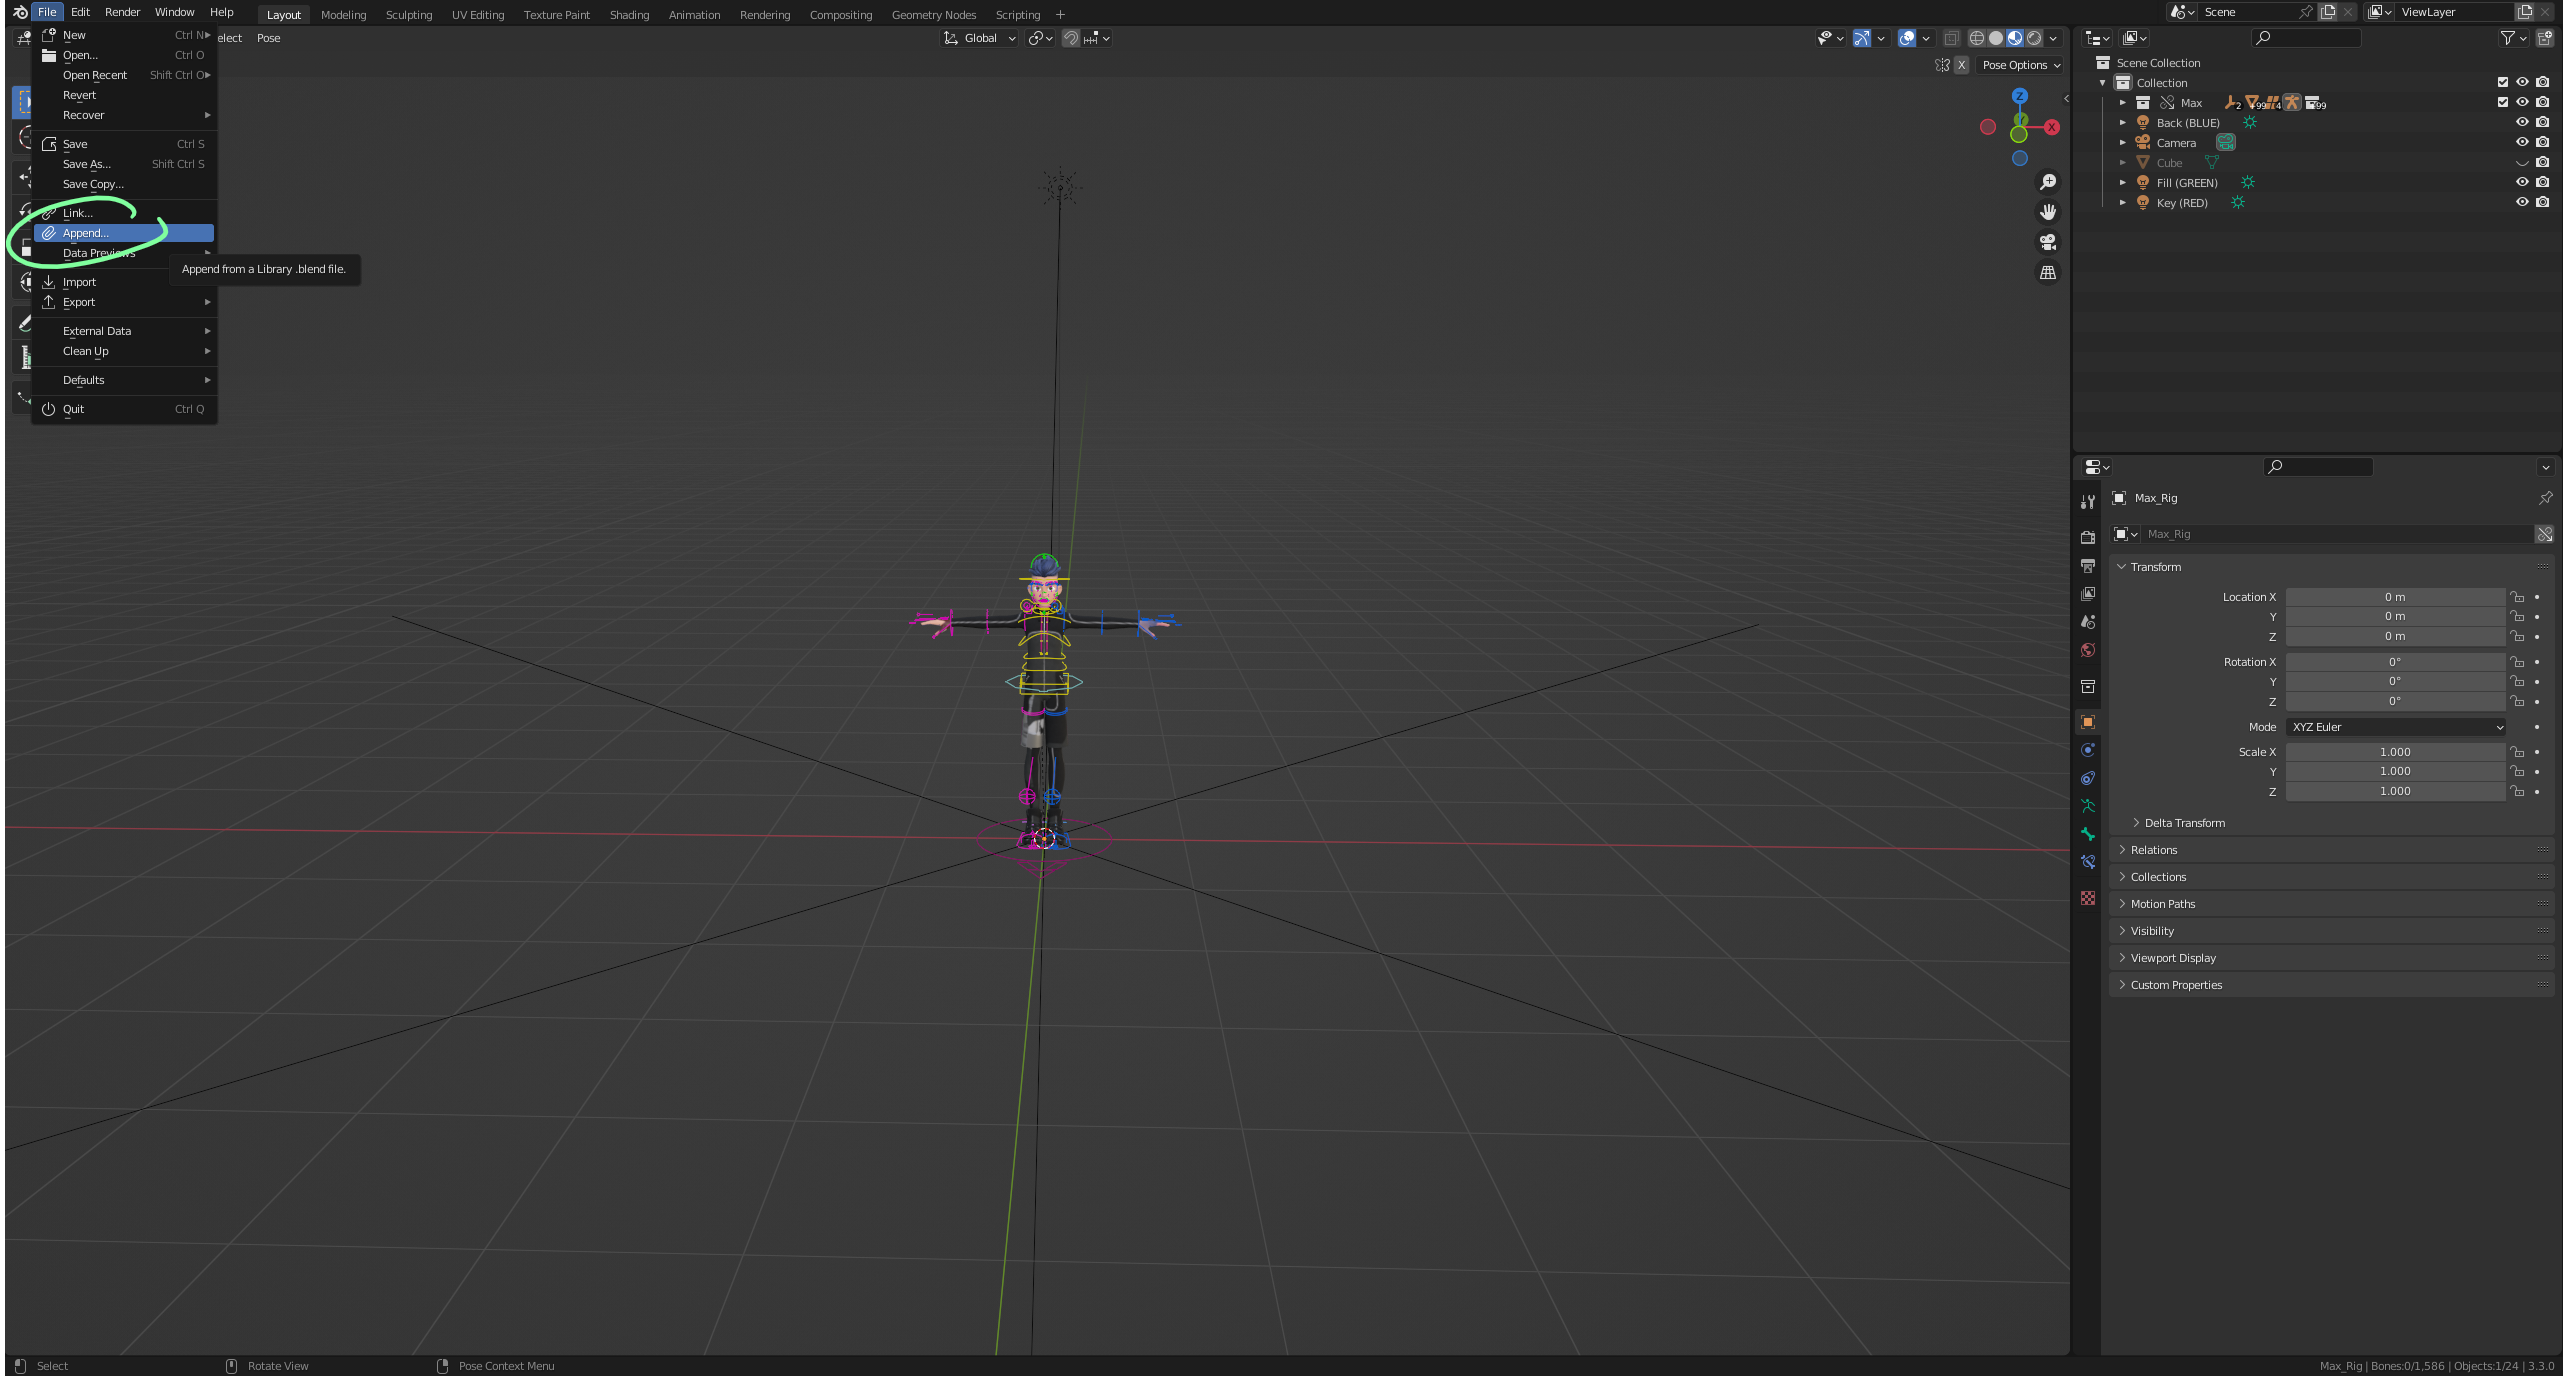 File Edit Render Window Help Layout Modeling Sculpting UV Editing Texture Paint Shading Animation Rendering Compositing Geometry Nodes Scripting + Scene ViewLayer
elect Pose Global
X Pose Options
New Ctrl N
Open... Ctrl O
Open Recent Shift Ctrl O
Revert
Recover
Save Ctrl S
Save As... Shift Ctrl S
Save Copy...
Link...
Append...
Data Previews
Append from a Library .blend file.
Import
Export
External Data
Clean Up
Defaults
Quit Ctrl Q
Z
X
Scene Collection
Collection
Max 2 +99 4 +99
Back (BLUE)
Camera
Cube
Fill (GREEN)
Key (RED)
Max_Rig
Max_Rig
Transform
Location X 0 m
Y 0 m
Z 0 m
Rotation X 0°
Y 0°
Z 0°
Mode XYZ Euler
Scale X 1.000
Y 1.000
Z 1.000
Delta Transform
Relations
Collections
Motion Paths
Visibility
Viewport Display
Custom Properties
Select Rotate View Pose Context Menu Max_Rig | Bones:0/1,586 | Objects:1/24 | 3.3.0